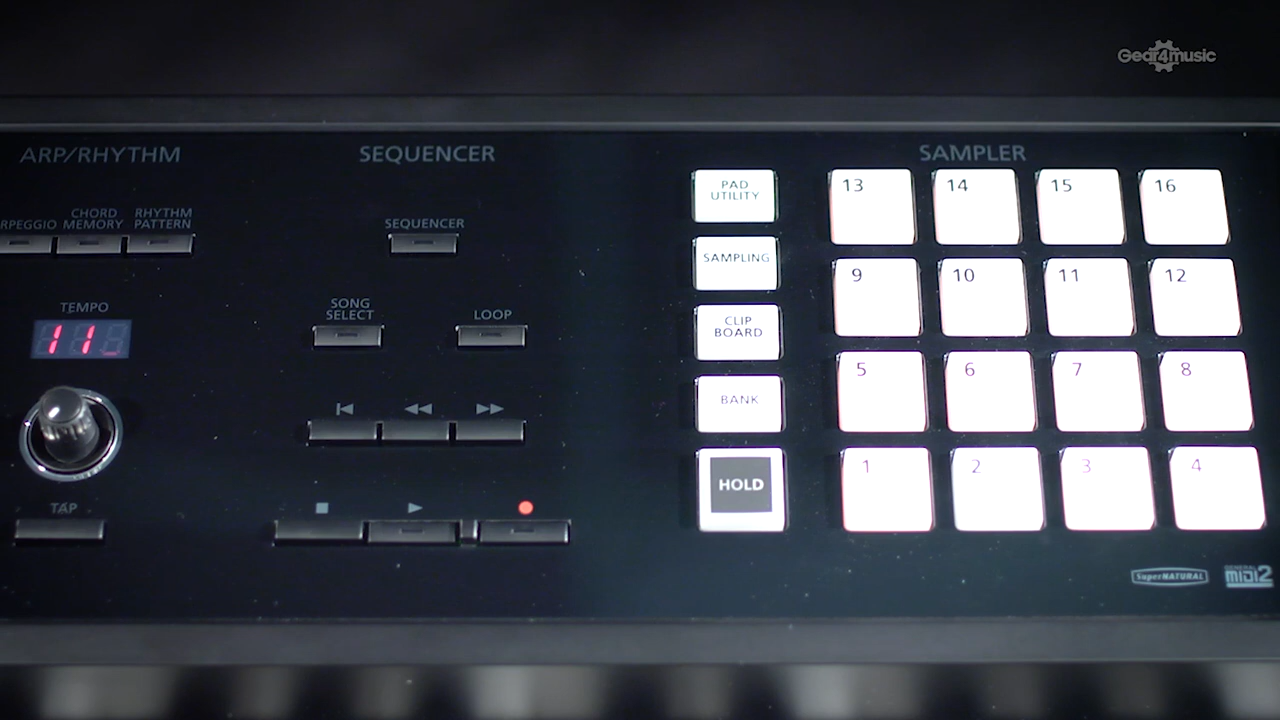 Gear4music
ARP/RHYTHM
SEQUENCER
SAMPLER
RPEGGIO
CHORD
MEMORY
RHYTHM
PATTERN
SEQUENCER
PAD
UTILITY
13
14
15
16
SAMPLING
9
10
11
12
TEMPO
11
SONG
SELECT
LOOP
CLIP
BOARD
5
6
7
8
BANK
HOLD
1
2
3
4
TAP
SuperNATURAL
GENERAL
MIDI2